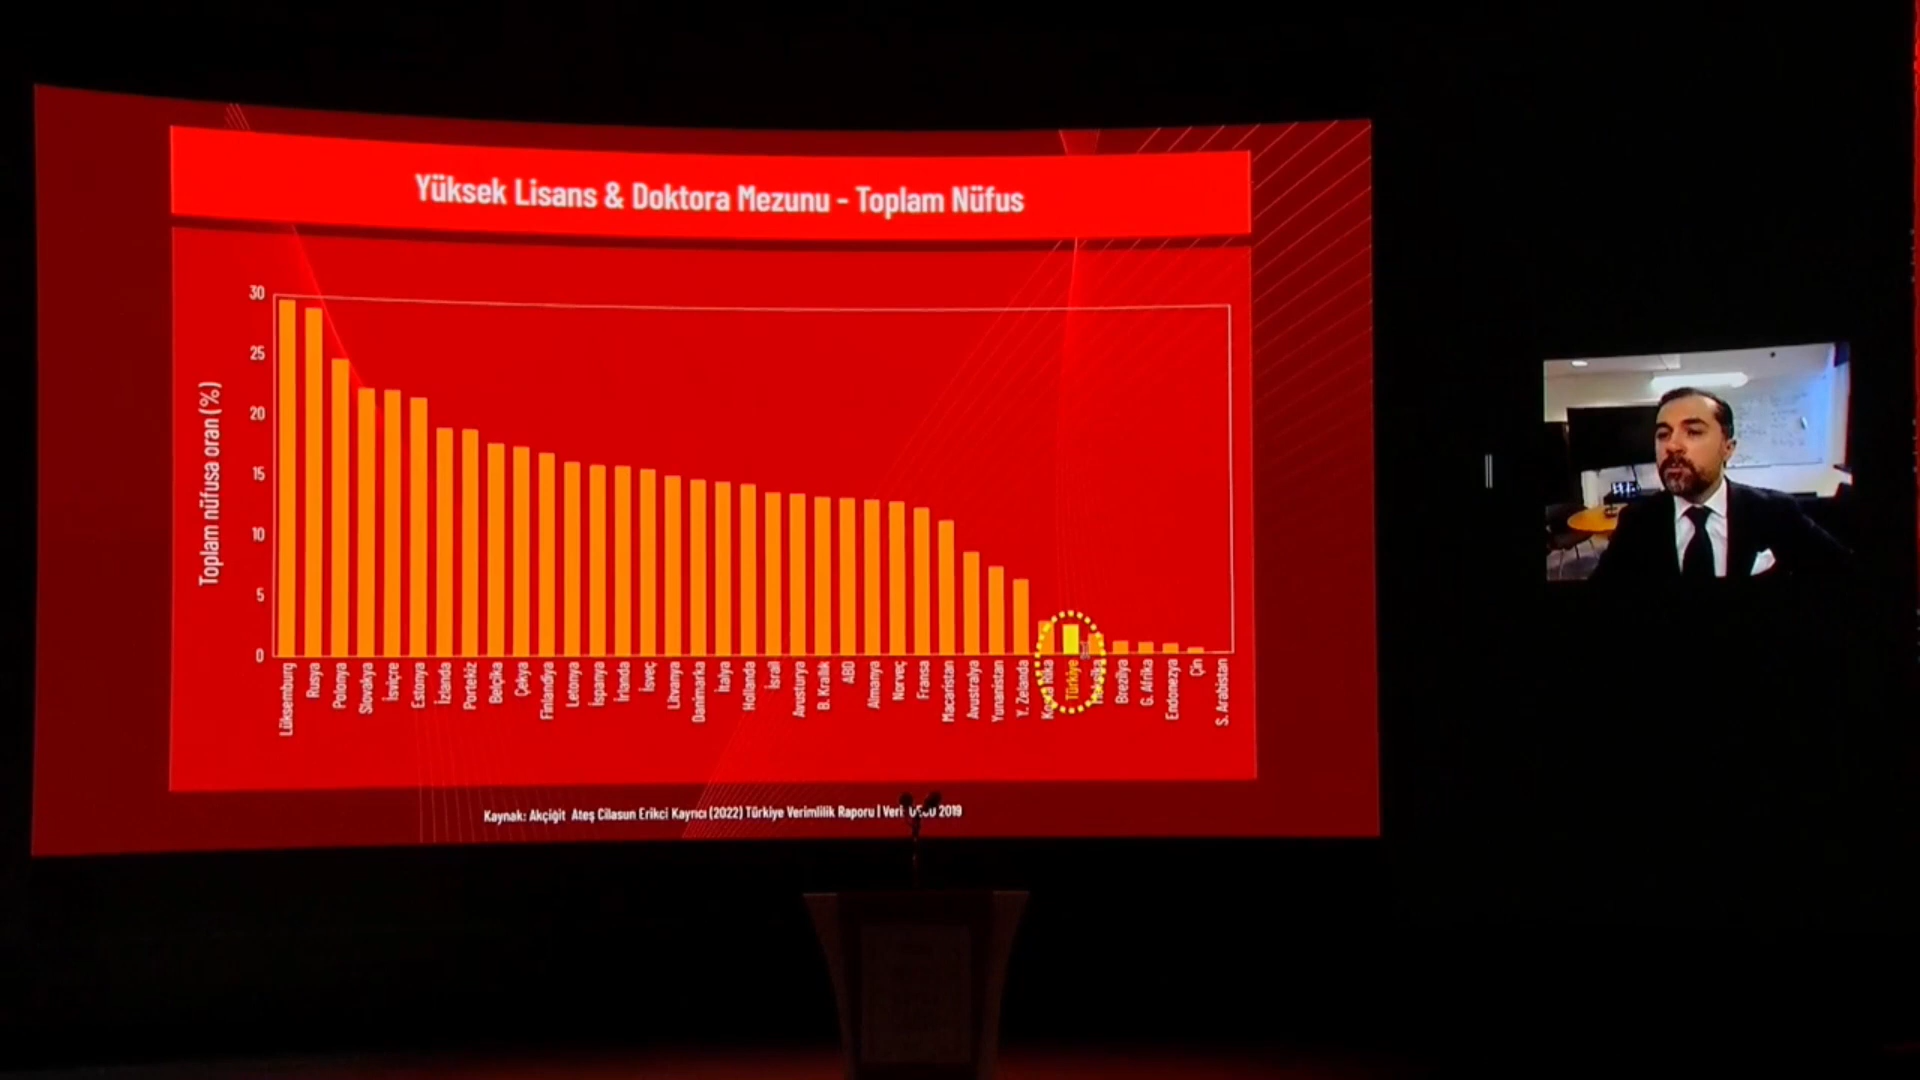 Yüksek Lisans & Doktora Mezunu - Toplam Nüfus
Toplam nüfusa oran (%)
30
25
20
15
10
5
0
Lüksemburg
Rusya
Polonya
Slovakya
İsviçre
Estonya
İzlanda
Portekiz
Belçika
Çekya
Finlandiya
Letonya
İspanya
İrlanda
İsveç
Litvanya
Danimarka
İtalya
Hollanda
İsrail
Avusturya
B. Krallık
ABD
Almanya
Norveç
Fransa
Macaristan
Avustralya
Yunanistan
Y. Zelanda
Türkiye
Brezilya
G. Afrika
Endonezya
Çin
S. Arabistan
Kaynak: Akçiğit Ateş Cilasun Erikci Kayrıcı (2022) Türkiye Verimlilik Raporu | Veri 2019